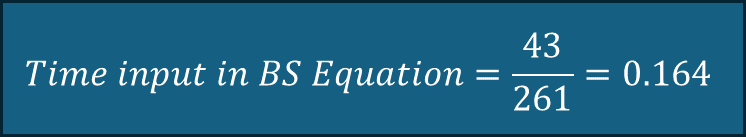 Time input in BS Equation = 43/261 = 0.164